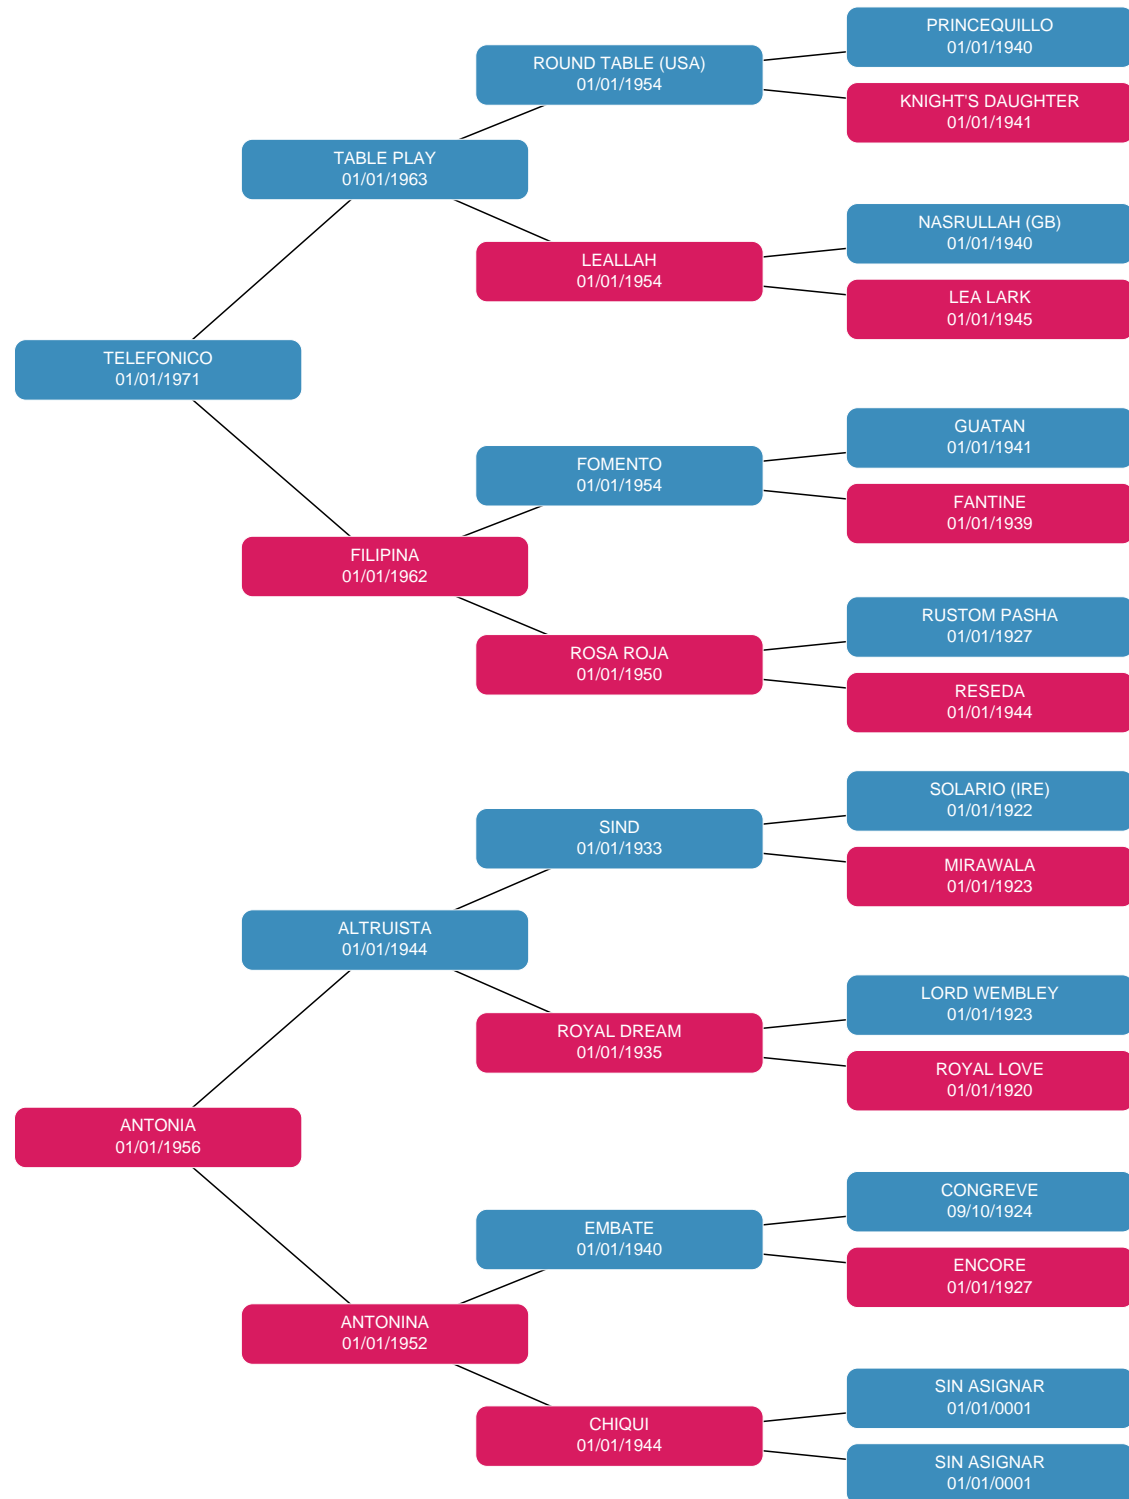 PRINCEQUILLO
01/01/1940
ROUND TABLE (USA)
01/01/1954
KNIGHT'S DAUGHTER
01/01/1941
TABLE PLAY
01/01/1963
NASRULLAH (GB)
01/01/1940
LEALLAH
01/01/1954
LEA LARK
01/01/1945
TELEFONICO
01/01/1971
GUATAN
01/01/1941
FOMENTO
01/01/1954
FANTINE
01/01/1939
FILIPINA
01/01/1962
RUSTOM PASHA
01/01/1927
ROSA ROJA
01/01/1950
RESEDA
01/01/1944
SOLARIO (IRE)
01/01/1922
SIND
01/01/1933
MIRAWALA
01/01/1923
ALTRUISTA
01/01/1944
LORD WEMBLEY
01/01/1923
ROYAL DREAM
01/01/1935
ROYAL LOVE
01/01/1920
ANTONIA
01/01/1956
CONGREVE
09/10/1924
EMBATE
01/01/1940
ENCORE
01/01/1927
ANTONINA
01/01/1952
SIN ASIGNAR
01/01/0001
CHIQUI
01/01/1944
SIN ASIGNAR
01/01/0001